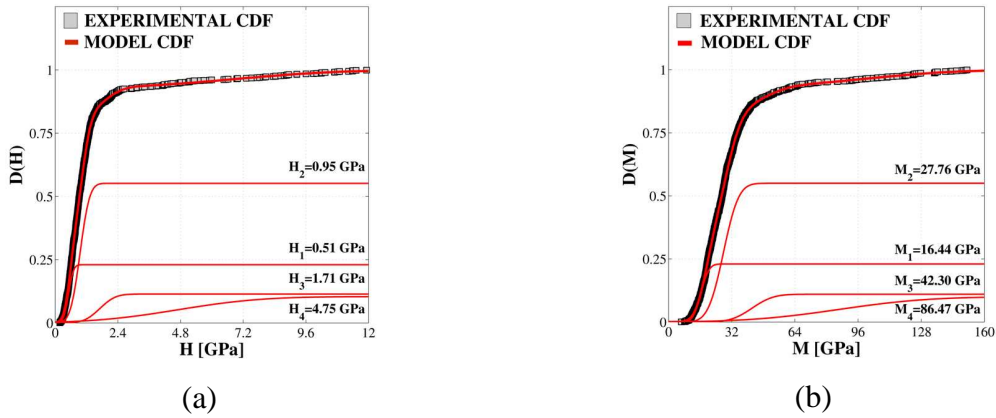 EXPERIMENTAL CDF
MODEL CDF
1
0.75
0.5
0.25
0
D(H)
H2=0.95 GPa
H1=0.51 GPa
H3=1.71 GPa
H4=4.75 GPa
0 2.4 4.8 7.2 9.6 12
H [GPa]
(a)
EXPERIMENTAL CDF
MODEL CDF
1
0.75
0.5
0.25
0
D(M)
M2=27.76 GPa
M1=16.44 GPa
M3=42.30 GPa
M4=86.47 GPa
0 32 64 96 128 160
M [GPa]
(b)